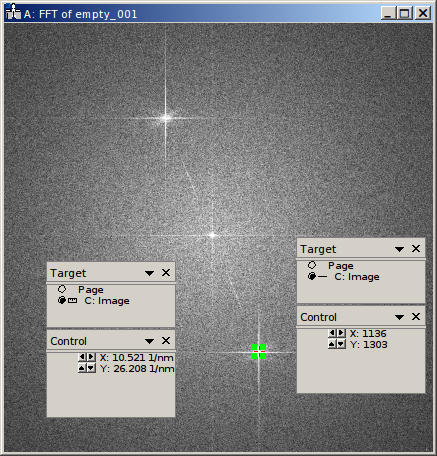 A: FFT of empty_001
Target
Page
C: Image
Control
X: 1136
Y: 1303
Target
Page
C: Image
Control
X: 10.521 1/nm
Y: 26.208 1/nm